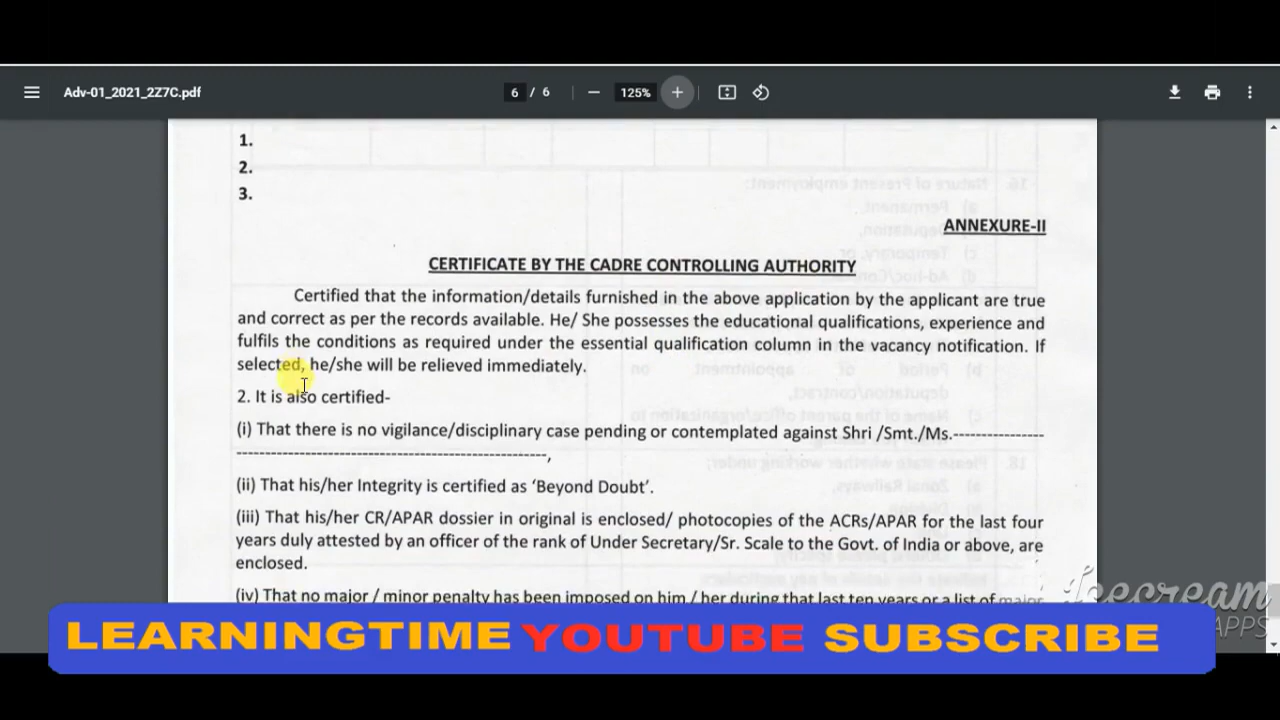 Adv-01_2021_2Z7C.pdf
6 / 6
125%
1.
2.
3.
ANNEXURE-II
CERTIFICATE BY THE CADRE CONTROLLING AUTHORITY
Certified that the information/details furnished in the above application by the applicant are true
and correct as per the records available. He/ She possesses the educational qualifications, experience and
fulfils the conditions as required under the essential qualification column in the vacancy notification. If
selected, he/she will be relieved immediately.
2. It is also certified-
(i) That there is no vigilance/disciplinary case pending or contemplated against Shri /Smt./Ms.----------------
-------------------------------------------------------,
(ii) That his/her Integrity is certified as ‘Beyond Doubt’.
(iii) That his/her CR/APAR dossier in original is enclosed/ photocopies of the ACRs/APAR for the last four
years duly attested by an officer of the rank of Under Secretary/Sr. Scale to the Govt. of India or above, are
enclosed.
(iv) That no major / minor penalty has been imposed on him / her during that last ten years or a list of major
Icecream
APPS
LEARNINGTIME YOUTUBE SUBSCRIBE